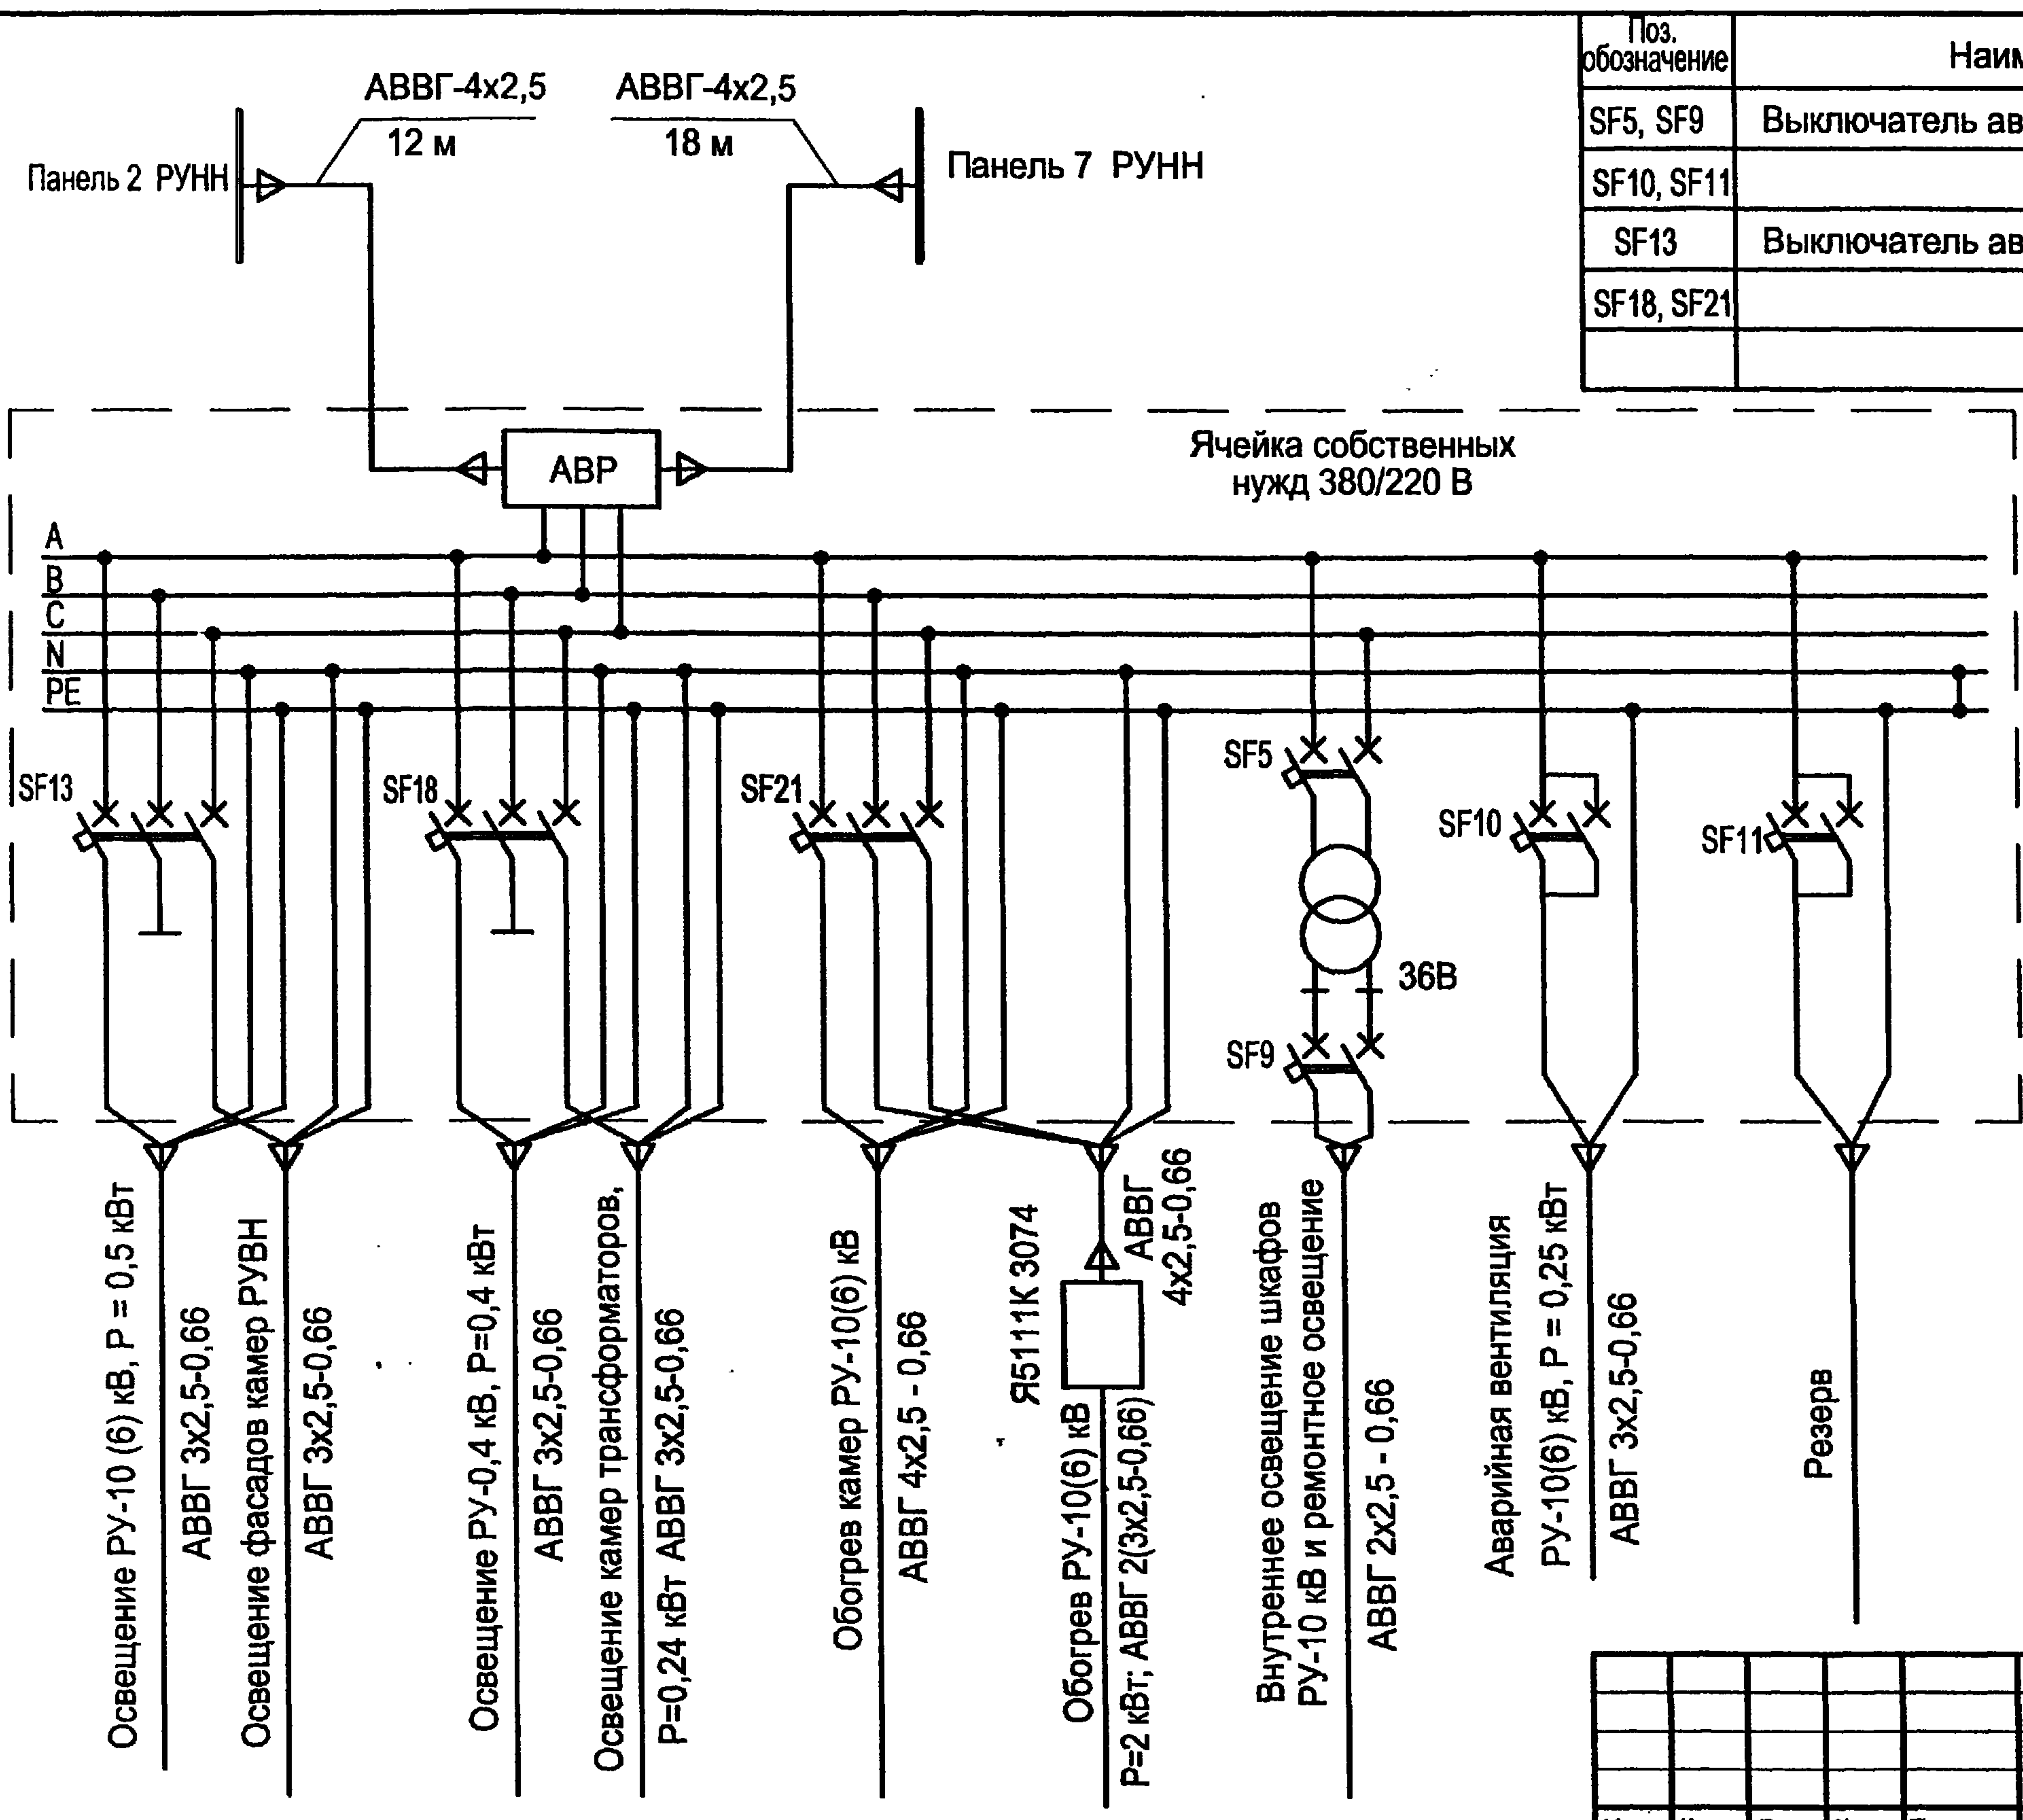 Поз.
обозначение
Наим
SF5, SF9
Выключатель ав
SF10, SF11
SF13
Выключатель ав
SF18, SF21
АВВГ-4х2,5
12 м
АВВГ-4х2,5
18 м
Панель 2 РУНН
Панель 7 РУНН
АВР
Ячейка собственных
нужд 380/220 В
A
B
C
N
PE
SF13
SF18
SF21
SF5
SF10
SF11
36В
SF9
Освещение РУ-10 (6) кВ, Р = 0,5 кВт
АВВГ 3х2,5-0,66
Освещение фасадов камер РУВН
АВВГ 3х2,5-0,66
Освещение РУ-0,4 кВ, Р=0,4 кВт
АВВГ 3х2,5-0,66
Освещение камер трансформаторов,
Р=0,24 кВт АВВГ 3х2,5-0,66
Обогрев камер РУ-10(6) кВ
АВВГ 4х2,5 - 0,66
Я5111К 3074
АВВГ
4х2,5-0,66
Обогрев РУ-10(6) кВ
Р=2 кВт; АВВГ 2(3х2,5-0,66)
Внутреннее освещение шкафов
РУ-10 кВ и ремонтное освещение
АВВГ 2х2,5 - 0,66
Аварийная вентиляция
РУ-10(6) кВ, Р = 0,25 кВт
АВВГ 3х2,5-0,66
Резерв